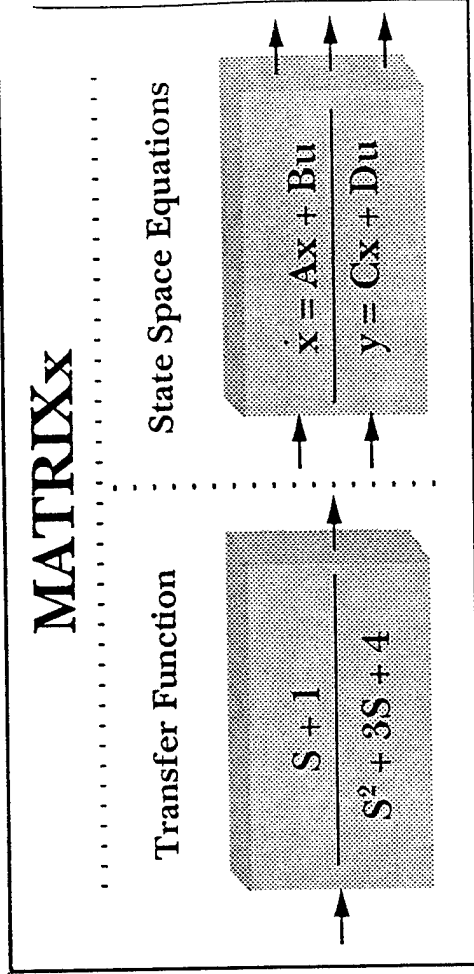 MATRIXx
Transfer Function
S + 1
S² + 3S + 4
State Space Equations
ẋ = Ax + Bu
y = Cx + Du